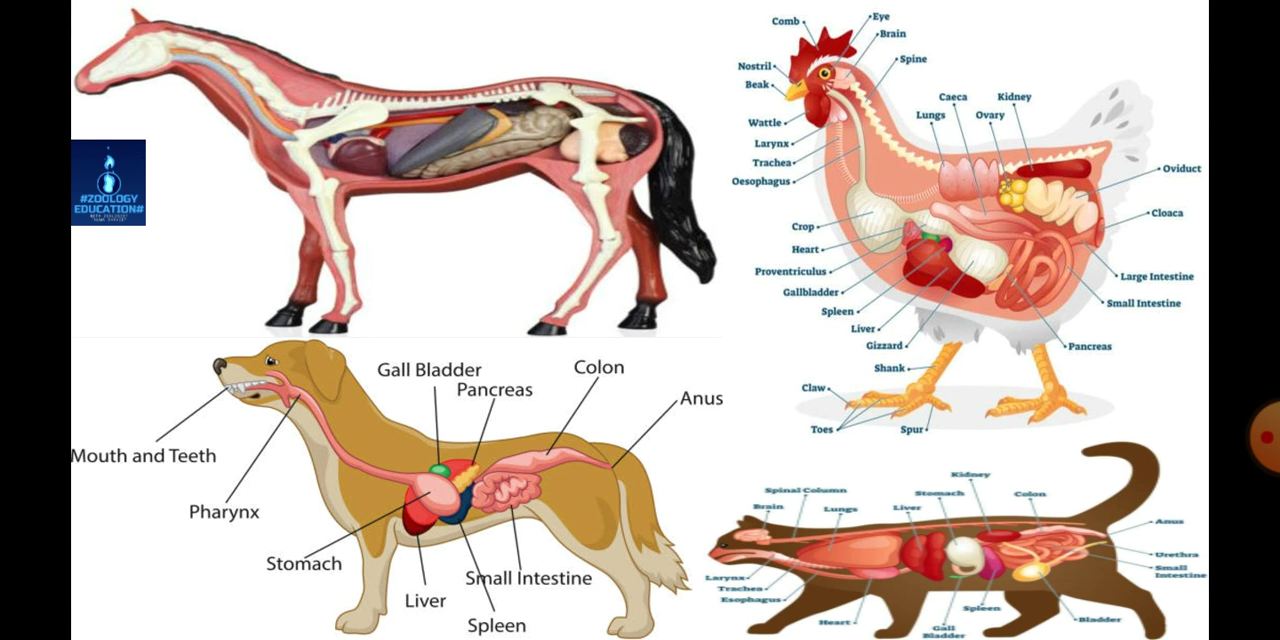 #ZOOLOGY
EDUCATION#
Comb
Eye
Brain
Spine
Nostril
Beak
Caeca
Kidney
Lungs
Ovary
Wattle
Larynx
Trachea
Oesophagus
Oviduct
Cloaca
Crop
Heart
Proventriculus
Gallbladder
Spleen
Liver
Gizzard
Large Intestine
Small Intestine
Pancreas
Shank
Claw
Toes
Spur
Gall Bladder
Pancreas
Colon
Anus
Mouth and Teeth
Pharynx
Stomach
Liver
Small Intestine
Spleen
Kidney
Spinal Column
Stomach
Colon
Brain
Lungs
Liver
Anus
Urethra
Small
Intestine
Larynx
Trachea
Esophagus
Heart
Gall
Bladder
Spleen
Bladder